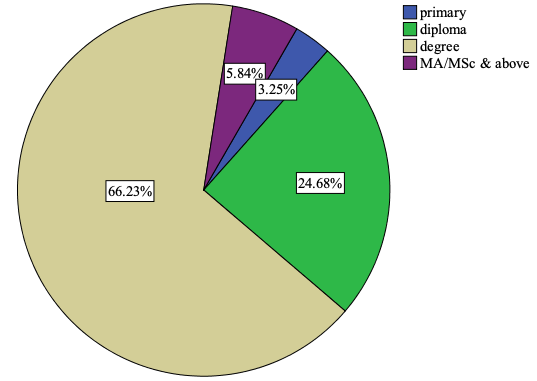 primary
diploma
degree
MA/MSc & above
5.84%
3.25%
24.68%
66.23%